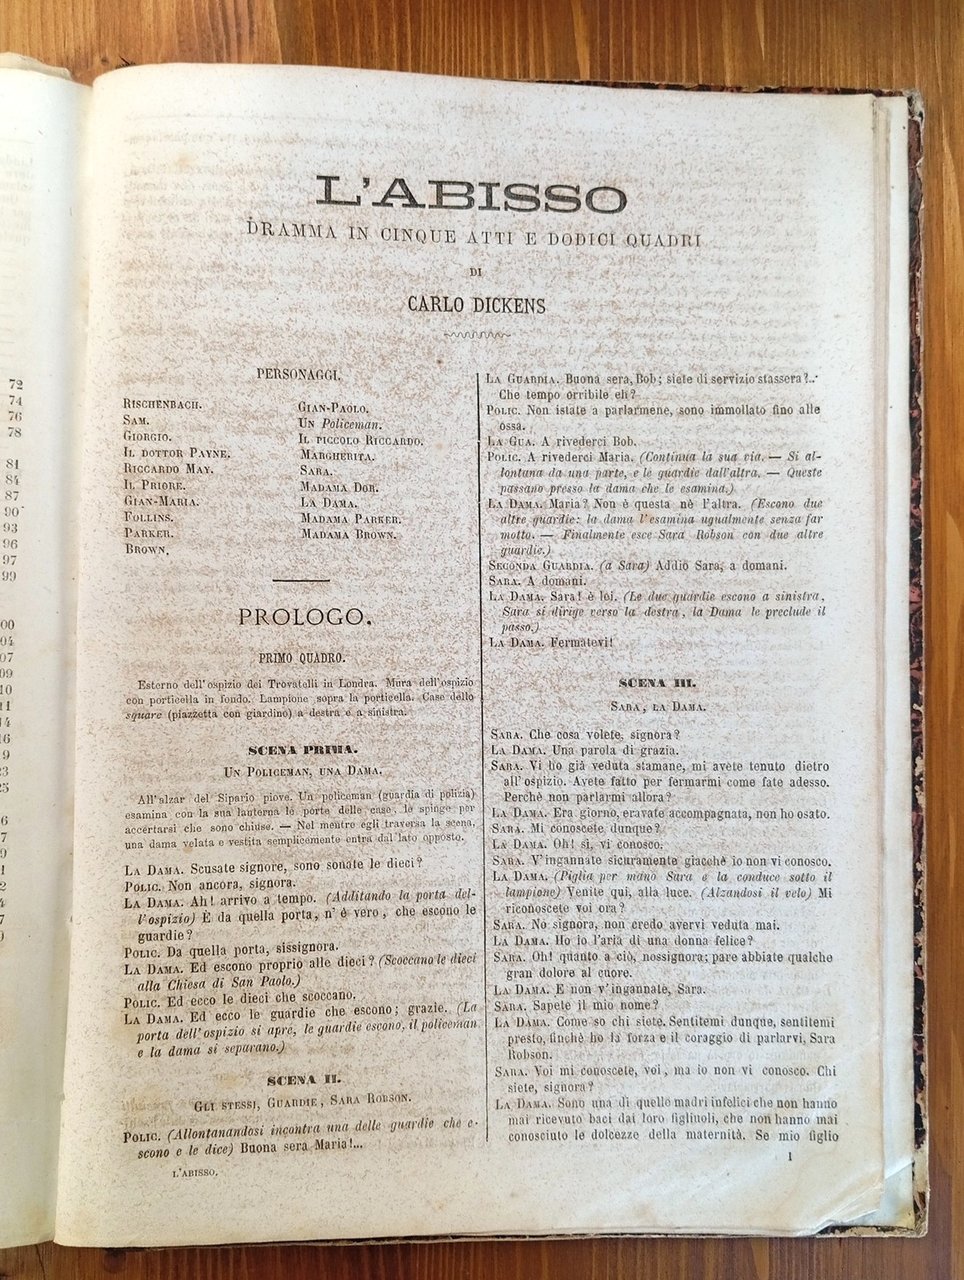 L'ABISSO
DRAMMA IN CINQUE ATTI E DODICI QUADRI
DI
CARLO DICKENS
PERSONAGGI.
RISCHENBACH.
SAM.
GIORGIO.
IL DOTTOR PAYNE.
RICCARDO MAY.
IL PRIORE.
GIAN-MARIA.
FOLLINS.
PARKER.
BROWN.
GIAN-PAOLO.
UN Policeman.
IL PICCOLO RICCARDO.
MARGHERITA.
SARA.
MADAMA DOR.
LA DAMA.
MADAMA PARKER.
MADAMA BROWN.
PROLOGO.
PRIMO QUADRO.
Esterno dell'ospizio dei Trovatelli in Londra. Mura dell'ospizio
con porticella in fondo. Lampione sopra la porticella. Case dello
square (piazzetta con giardino) a destra e a sinistra.
SCENA PRIMA.
UN POLICEMAN, UNA DAMA.
All'alzar del Sipario piove. Un policeman (guardia di polizia)
esamina con la sua lanterna le porte delle case, le spinge per
accertarsi che sono chiuse. — Nel mentre egli traversa la scena,
una dama velata e vestita semplicemente entra dal lato opposto.
LA DAMA. Scusate signore, sono sonate le dieci?
POLIC. Non ancora, signora.
LA DAMA. Ah! arrivo a tempo. (Additando la porta del-
l'ospizio) È da quella porta, n'è vero, che escono le
guardie?
POLIC. Da quella porta, sissignora.
LA DAMA. Ed escono proprio alle dieci? (Scoccano le dieci
alla Chiesa di San Paolo.)
POLIC. Ed ecco le dieci che scoccano.
LA DAMA. Ed ecco le guardie che escono; grazie. (La
porta dell'ospizio si apre, le guardie escono, il policeman
e la dama si separano.)
SCENA II.
GLI STESSI, GUARDIE, SARA ROBSON.
POLIC. (Allontanandosi incontra una delle guardie che e-
scono e le dice) Buona sera Maria!...
L'ABISSO.
LA GUARDIA. Buona sera, Bob; siete di servizio stassera?..
Che tempo orribile eh?
POLIC. Non istate a parlarmene, sono immollato fino alle
ossa.
LA GUA. A rivederci Bob.
POLIC. A rivederci Maria. (Continua la sua via. — Si al-
lontana da una parte, e le guardie dall'altra. — Queste
passano presso la dama che le esamina.)
LA DAMA. Maria? Non è questa nè l'altra. (Escono due
altre guardie: la dama l'esamina ugualmente senza far
motto. — Finalmente esce Sara Robson con due altre
guardie.)
SECONDA GUARDIA. (a Sara) Addio Sara, a domani.
SARA. A domani.
LA DAMA. Sara! è lei. (Le due guardie escono a sinistra,
Sara si dirige verso la destra, la Dama le preclude il
passo.)
LA DAMA. Fermatevi!
SCENA III.
SARA, LA DAMA.
SARA. Che cosa volete, signora?
LA DAMA. Una parola di grazia.
SARA. Vi ho già veduta stamane, mi avete tenuto dietro
all'ospizio. Avete fatto per fermarmi come fate adesso.
Perchè non parlarmi allora?
LA DAMA. Era giorno, eravate accompagnata, non ho osato.
SARA. Mi conoscete, dunque?
LA DAMA. Oh! sì, vi conosco.
SARA. V'ingannate sicuramente giacchè io non vi conosco.
LA DAMA. (Piglia per mano Sara e la conduce sotto il
lampione) Venite qui, alla luce. (Alzandosi il velo) Mi
riconoscete voi ora?
SARA. No signora, non credo avervi veduta mai.
LA DAMA. Ho io l'aria di una donna felice?
SARA. Oh! quanto a ciò, nossignora; pare abbiate qualche
gran dolore al cuore.
LA DAMA. E non v'ingannate, Sara.
SARA. Sapete il mio nome?
LA DAMA. Come so chi siete. Sentitemi dunque, sentitemi
presto, finchè ho la forza e il coraggio di parlarvi, Sara
Robson.
SARA. Voi mi conoscete, voi, ma io non vi conosco. Chi
siete, signora?
LA DAMA. Sono una di quelle madri infelici che non hanno
mai ricevuto baci dai loro figliuoli, che non hanno mai
conosciuto le dolcezze della maternità. Se mio figlio
1
72
74
76
78
81
84
87
90
93
96
97
99